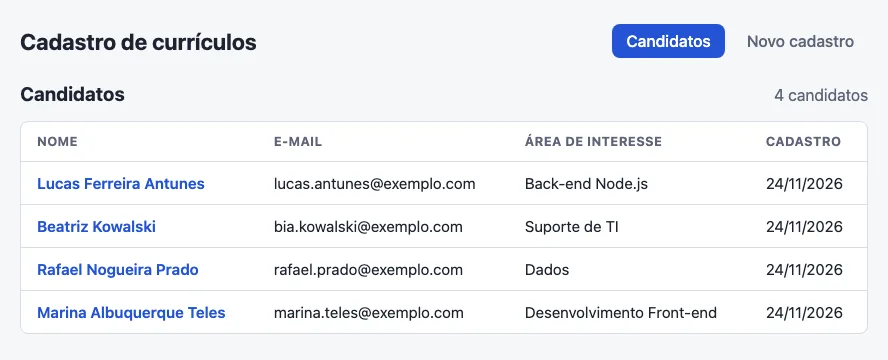 Cadastro de currículos Candidatos Novo cadastro
Candidatos 4 candidatos
NOME E-MAIL ÁREA DE INTERESSE CADASTRO
Lucas Ferreira Antunes lucas.antunes@exemplo.com Back-end Node.js 24/11/2026
Beatriz Kowalski bia.kowalski@exemplo.com Suporte de TI 24/11/2026
Rafael Nogueira Prado rafael.prado@exemplo.com Dados 24/11/2026
Marina Albuquerque Teles marina.teles@exemplo.com Desenvolvimento Front-end 24/11/2026